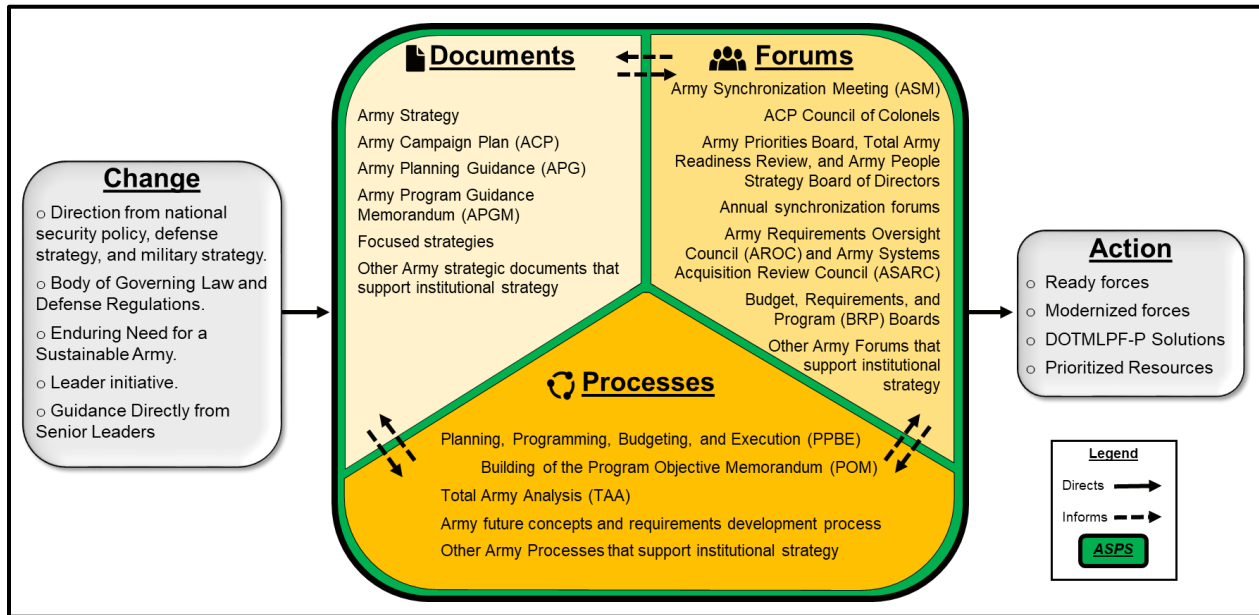 Change
○ Direction from national
security policy, defense
strategy, and military strategy.
○ Body of Governing Law and
Defense Regulations.
○ Enduring Need for a
Sustainable Army.
○ Leader initiative.
○ Guidance Directly from
Senior Leaders
Documents
Army Strategy
Army Campaign Plan (ACP)
Army Planning Guidance (APG)
Army Program Guidance
Memorandum (APGM)
Focused strategies
Other Army strategic documents that
support institutional strategy
Forums
Army Synchronization Meeting (ASM)
ACP Council of Colonels
Army Priorities Board, Total Army
Readiness Review, and Army People
Strategy Board of Directors
Annual synchronization forums
Army Requirements Oversight
Council (AROC) and Army Systems
Acquisition Review Council (ASARC)
Budget, Requirements, and
Program (BRP) Boards
Other Army Forums that
support institutional
strategy
Processes
Planning, Programming, Budgeting, and Execution (PPBE)
Building of the Program Objective Memorandum (POM)
Total Army Analysis (TAA)
Army future concepts and requirements development process
Other Army Processes that support institutional strategy
Action
○ Ready forces
○ Modernized forces
○ DOTMLPF-P Solutions
○ Prioritized Resources
Legend
Directs
Informs
ASPS